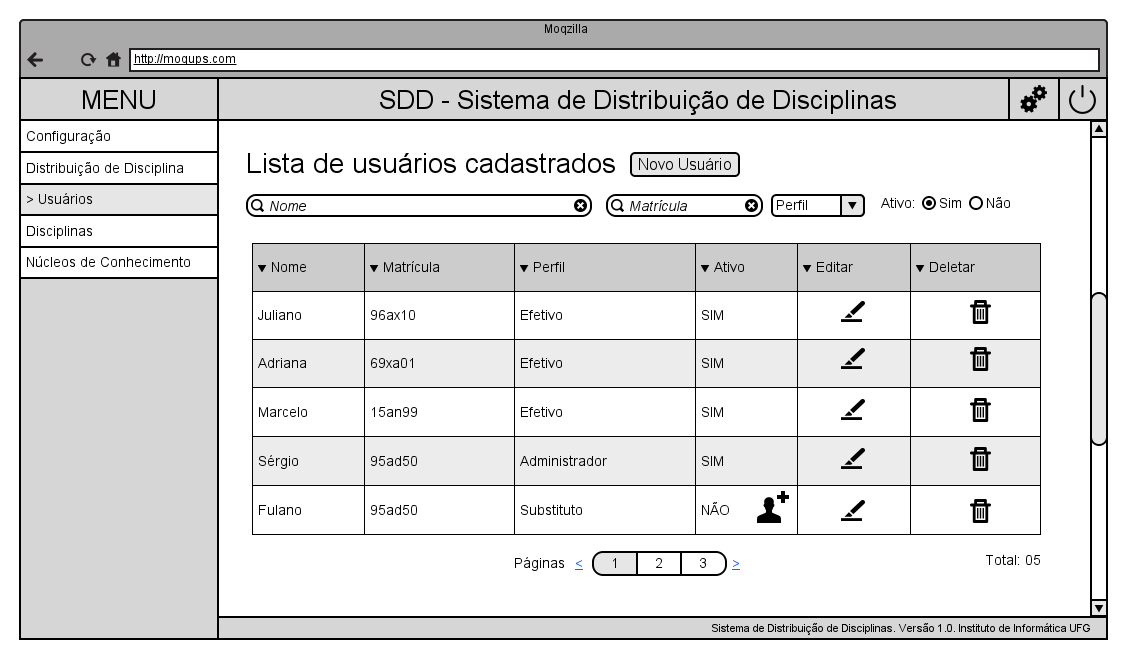 Moqzilla
http://moqups.com
MENU
SDD - Sistema de Distribuição de Disciplinas
Configuração
Distribuição de Disciplina
> Usuários
Disciplinas
Núcleos de Conhecimento
Lista de usuários cadastrados Novo Usuário
Nome Matrícula Perfil Ativo: Sim Não
Nome Matrícula Perfil Ativo Editar Deletar
Juliano 96ax10 Efetivo SIM
Adriana 69xa01 Efetivo SIM
Marcelo 15an99 Efetivo SIM
Sérgio 95ad50 Administrador SIM
Fulano 95ad50 Substituto NÃO
Páginas < 1 2 3 > Total: 05
Sistema de Distribuição de Disciplinas. Versão 1.0. Instituto de Informática UFG